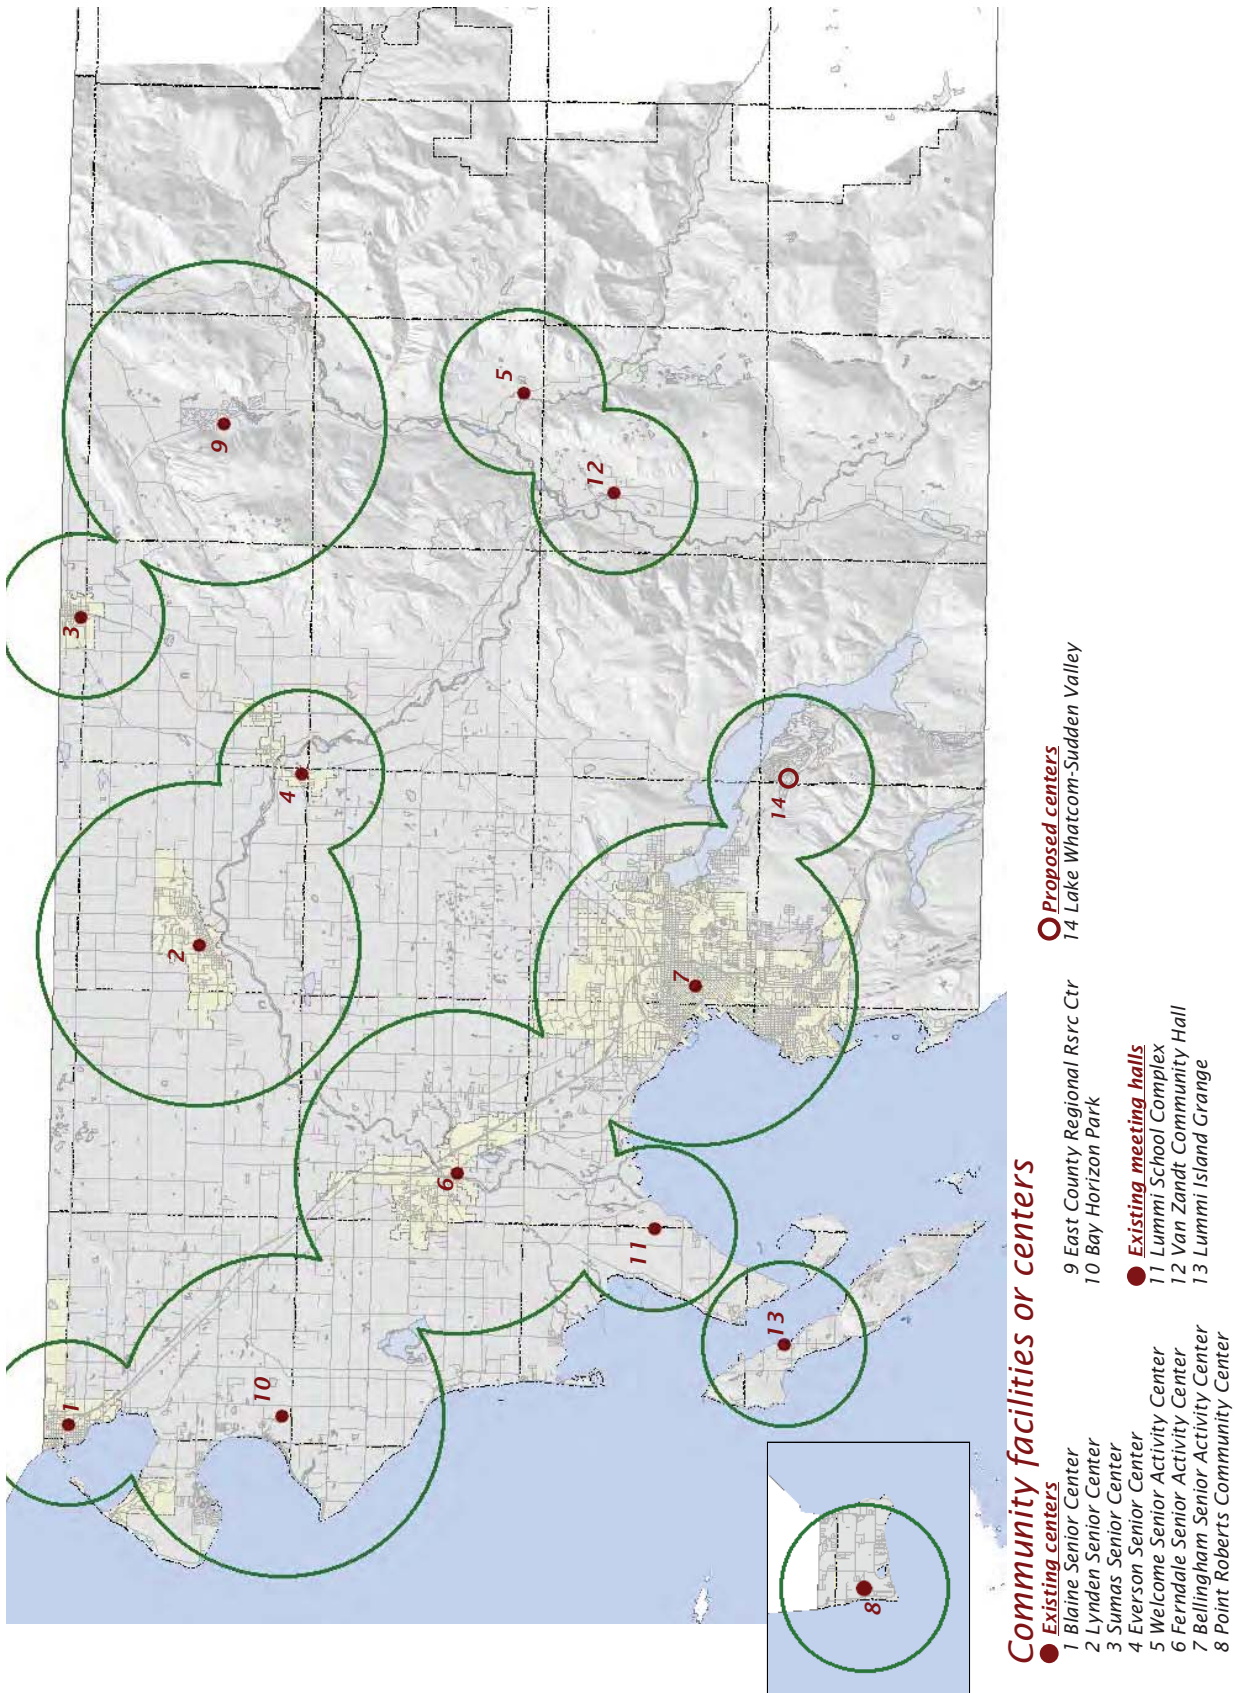 1
2
3
4
5
6
7
8
9
10
11
12
13
14
Community facilities or centers
Existing centers
1 Blaine Senior Center
2 Lynden Senior Center
3 Sumas Senior Center
4 Everson Senior Center
5 Welcome Senior Activity Center
6 Ferndale Senior Activity Center
7 Bellingham Senior Activity Center
8 Point Roberts Community Center
9 East County Regional Rsrc Ctr
10 Bay Horizon Park
Existing meeting halls
11 Lummi School Complex
12 Van Zandt Community Hall
13 Lummi Island Grange
Proposed centers
14 Lake Whatcom-Sudden Valley